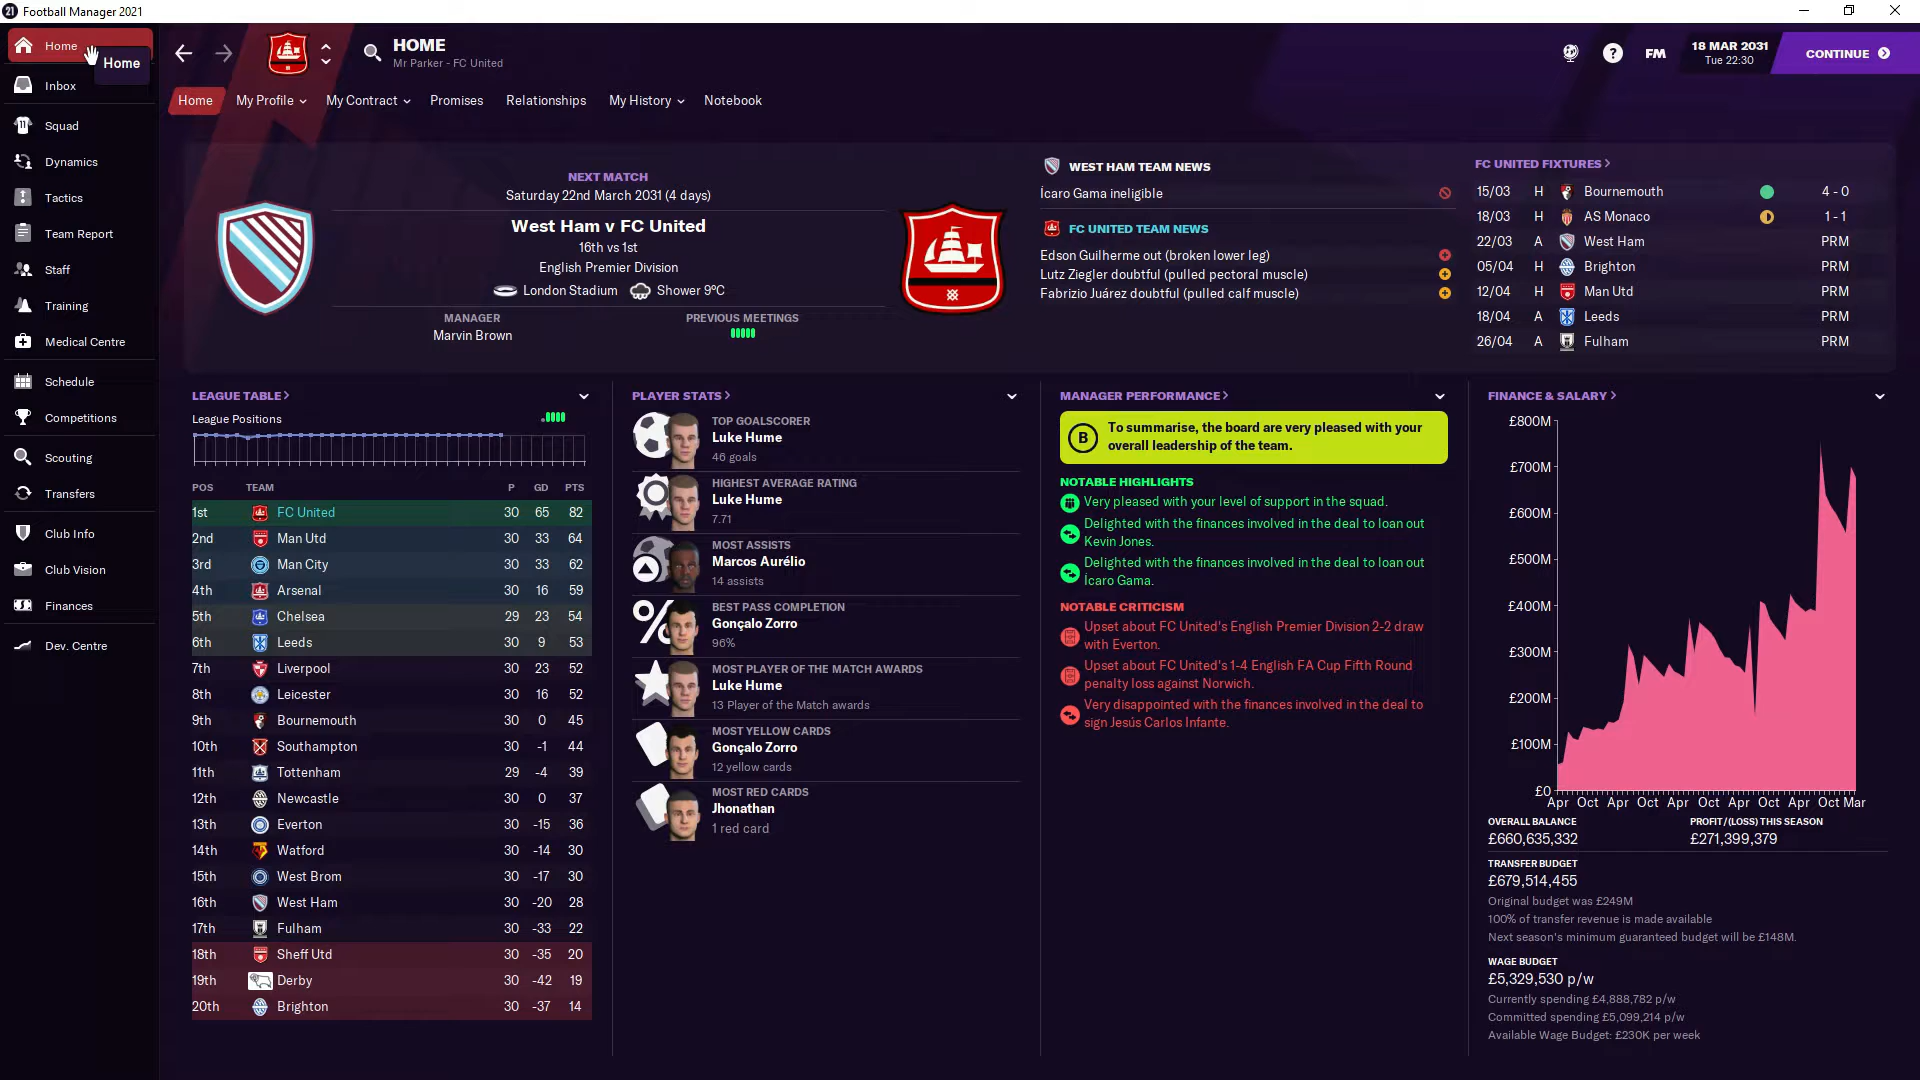 Football Manager 2021
Home
Home
Inbox
Squad
Dynamics
Tactics
Team Report
Staff
Training
Medical Centre
Schedule
Competitions
Scouting
Transfers
Club Info
Club Vision
Finances
Dev. Centre
HOME
Mr Parker - FC United
FM
18 MAR 2031
Tue 22:30
CONTINUE
Home My Profile My Contract Promises Relationships My History Notebook
NEXT MATCH
Saturday 22nd March 2031 (4 days)
West Ham v FC United
16th vs 1st
English Premier Division
London Stadium Shower 9ºC
MANAGER
Marvin Brown
PREVIOUS MEETINGS
WEST HAM TEAM NEWS
Ícaro Gama ineligible
FC UNITED TEAM NEWS
Edson Guilherme out (broken lower leg)
Lutz Ziegler doubtful (pulled pectoral muscle)
Fabrizio Juárez doubtful (pulled calf muscle)
FC UNITED FIXTURES
15/03 H Bournemouth 4 - 0
18/03 H AS Monaco 1 - 1
22/03 A West Ham PRM
05/04 H Brighton PRM
12/04 H Man Utd PRM
18/04 A Leeds PRM
26/04 A Fulham PRM
LEAGUE TABLE
League Positions
POS TEAM P GD PTS
1st FC United 30 65 82
2nd Man Utd 30 33 64
3rd Man City 30 33 62
4th Arsenal 30 16 59
5th Chelsea 29 23 54
6th Leeds 30 9 53
7th Liverpool 30 23 52
8th Leicester 30 16 52
9th Bournemouth 30 0 45
10th Southampton 30 -1 44
11th Tottenham 29 -4 39
12th Newcastle 30 0 37
13th Everton 30 -15 36
14th Watford 30 -14 30
15th West Brom 30 -17 30
16th West Ham 30 -20 28
17th Fulham 30 -33 22
18th Sheff Utd 30 -35 20
19th Derby 30 -42 19
20th Brighton 30 -37 14
PLAYER STATS
TOP GOALSCORER
Luke Hume
46 goals
HIGHEST AVERAGE RATING
Luke Hume
7.71
MOST ASSISTS
Marcos Aurélio
14 assists
BEST PASS COMPLETION
Gonçalo Zorro
96%
MOST PLAYER OF THE MATCH AWARDS
Luke Hume
13 Player of the Match awards
MOST YELLOW CARDS
Gonçalo Zorro
12 yellow cards
MOST RED CARDS
Jhonathan
1 red card
MANAGER PERFORMANCE
B
To summarise, the board are very pleased with your
overall leadership of the team.
NOTABLE HIGHLIGHTS
Very pleased with your level of support in the squad.
Delighted with the finances involved in the deal to loan out
Kevin Jones.
Delighted with the finances involved in the deal to loan out
Ícaro Gama.
NOTABLE CRITICISM
Upset about FC United's English Premier Division 2-2 draw
with Everton.
Upset about FC United's 1-4 English FA Cup Fifth Round
penalty loss against Norwich.
Very disappointed with the finances involved in the deal to
sign Jesús Carlos Infante.
FINANCE & SALARY
£800M
£700M
£600M
£500M
£400M
£300M
£200M
£100M
£0
Apr Oct Apr Oct Apr Oct Apr Oct Apr Oct Mar
OVERALL BALANCE
£660,635,332
PROFIT/(LOSS) THIS SEASON
£271,399,379
TRANSFER BUDGET
£679,514,455
Original budget was £249M
100% of transfer revenue is made available
Next season's minimum guaranteed budget will be £148M.
WAGE BUDGET
£5,329,530 p/w
Currently spending £4,888,782 p/w
Committed spending £5,099,214 p/w
Available Wage Budget: £230K per week